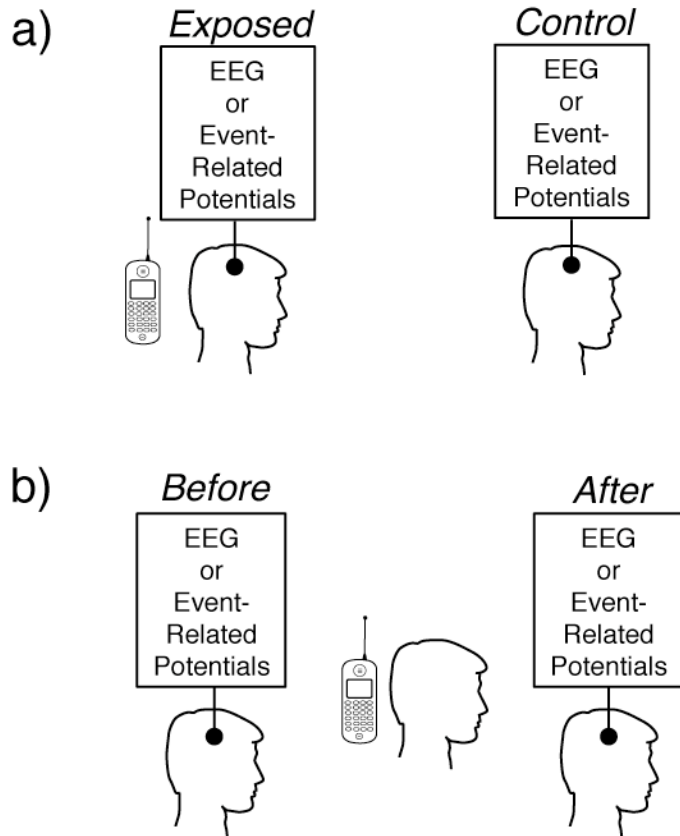 a)
Exposed
EEG
or
Event-
Related
Potentials
Control
EEG
or
Event-
Related
Potentials
b)
Before
EEG
or
Event-
Related
Potentials
After
EEG
or
Event-
Related
Potentials